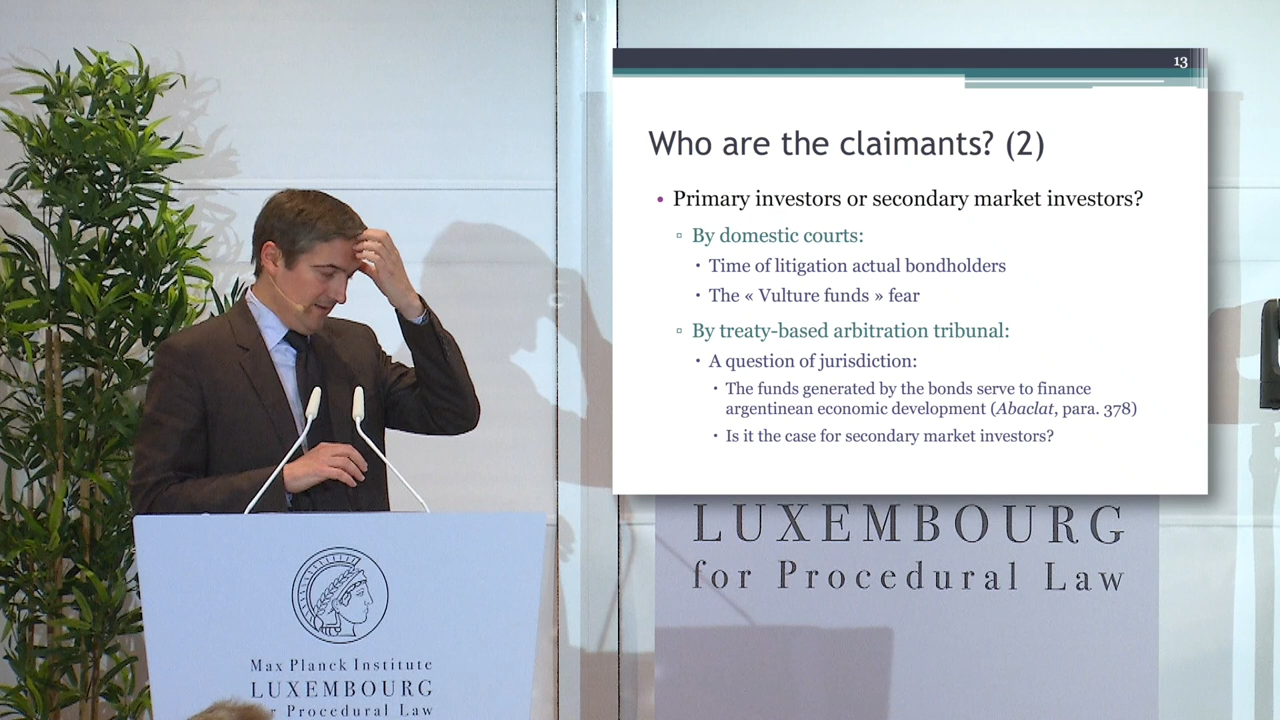 13
Who are the claimants? (2)
• Primary investors or secondary market investors?
▫ By domestic courts:
• Time of litigation actual bondholders
• The « Vulture funds » fear
▫ By treaty-based arbitration tribunal:
• A question of jurisdiction:
• The funds generated by the bonds serve to finance
argentinean economic development (Abaclat, para. 378)
• Is it the case for secondary market investors?
LUXEMBOURG
for Procedural Law
Max Planck Institute
LUXEMBOURG
for Procedural Law